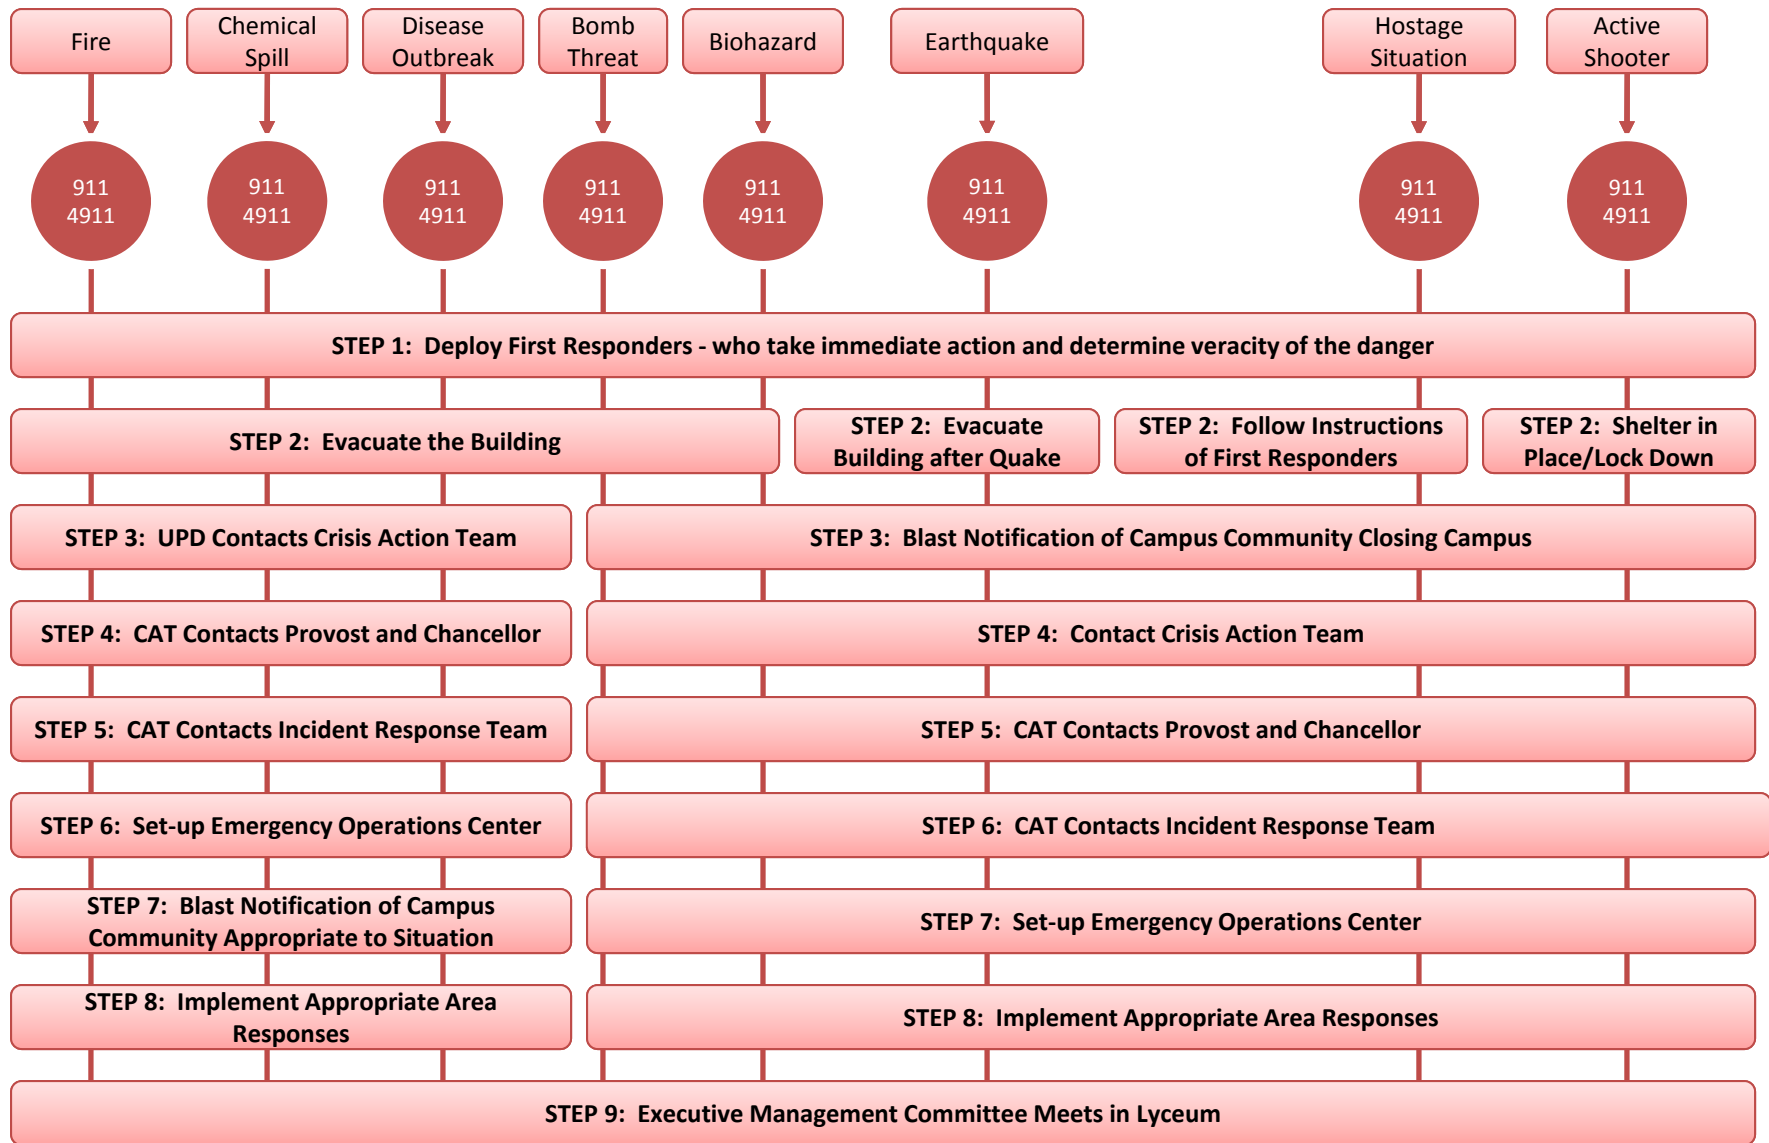 Fire
Chemical
Spill
Disease
Outbreak
Bomb
Threat
Biohazard
Earthquake
Hostage
Situation
Active
Shooter
911
4911
911
4911
911
4911
911
4911
911
4911
911
4911
911
4911
911
4911
STEP 1:  Deploy First Responders - who take immediate action and determine veracity of the danger
STEP 2:  Evacuate the Building
STEP 2:  Evacuate
Building after Quake
STEP 2:  Follow Instructions
of First Responders
STEP 2:  Shelter in
Place/Lock Down
STEP 3:  UPD Contacts Crisis Action Team
STEP 3:  Blast Notification of Campus Community Closing Campus
STEP 4:  CAT Contacts Provost and Chancellor
STEP 4:  Contact Crisis Action Team
STEP 5:  CAT Contacts Incident Response Team
STEP 5:  CAT Contacts Provost and Chancellor
STEP 6:  Set-up Emergency Operations Center
STEP 6:  CAT Contacts Incident Response Team
STEP 7:  Blast Notification of Campus
Community Appropriate to Situation
STEP 7:  Set-up Emergency Operations Center
STEP 8:  Implement Appropriate Area
Responses
STEP 8:  Implement Appropriate Area Responses
STEP 9:  Executive Management Committee Meets in Lyceum